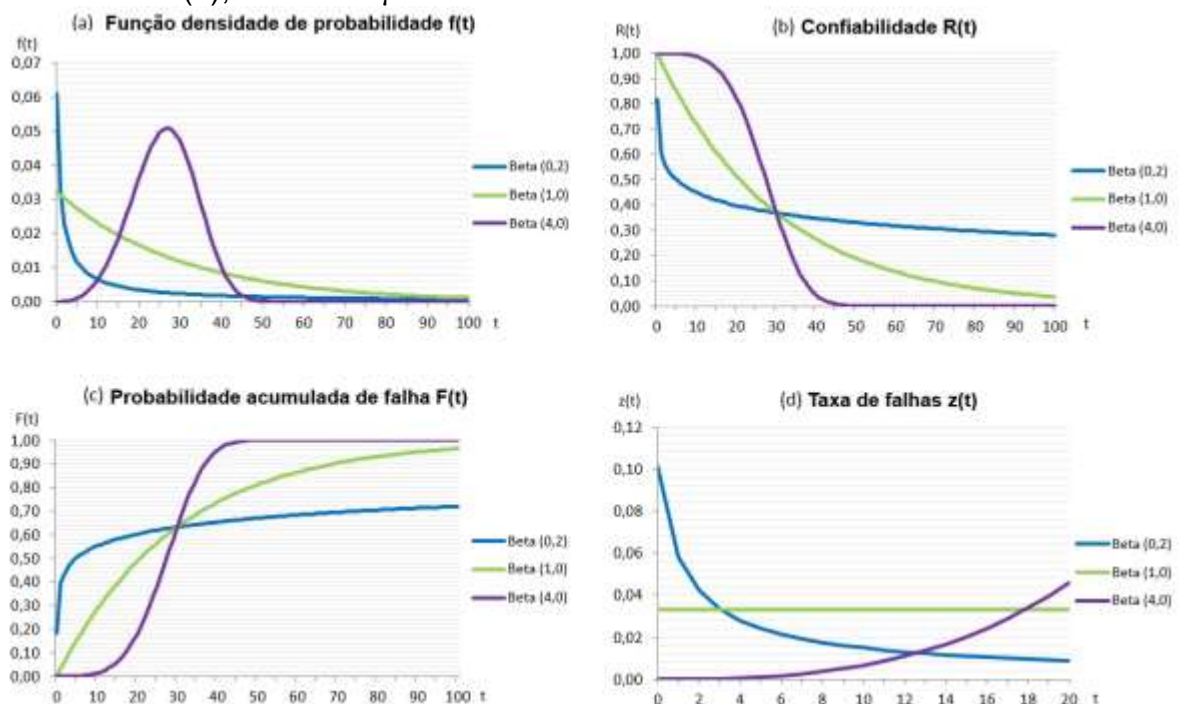 (a) Função densidade de probabilidade f(t)
f(t)
0,07
0,06
0,05
0,04
0,03
0,02
0,01
0,00
0 10 20 30 40 50 60 70 80 90 100 t
Beta (0,2)
Beta (1,0)
Beta (4,0)
(b) Confiabilidade R(t)
R(t)
1,00
0,90
0,80
0,70
0,60
0,50
0,40
0,30
0,20
0,10
0,00
0 10 20 30 40 50 60 70 80 90 100 t
Beta (0,2)
Beta (1,0)
Beta (4,0)
(c) Probabilidade acumulada de falha F(t)
F(t)
1,00
0,90
0,80
0,70
0,60
0,50
0,40
0,30
0,20
0,10
0,00
0 10 20 30 40 50 60 70 80 90 100 t
Beta (0,2)
Beta (1,0)
Beta (4,0)
(d) Taxa de falhas z(t)
z(t)
0,12
0,10
0,08
0,06
0,04
0,02
0,00
0 2 4 6 8 10 12 14 16 18 20 t
Beta (0,2)
Beta (1,0)
Beta (4,0)